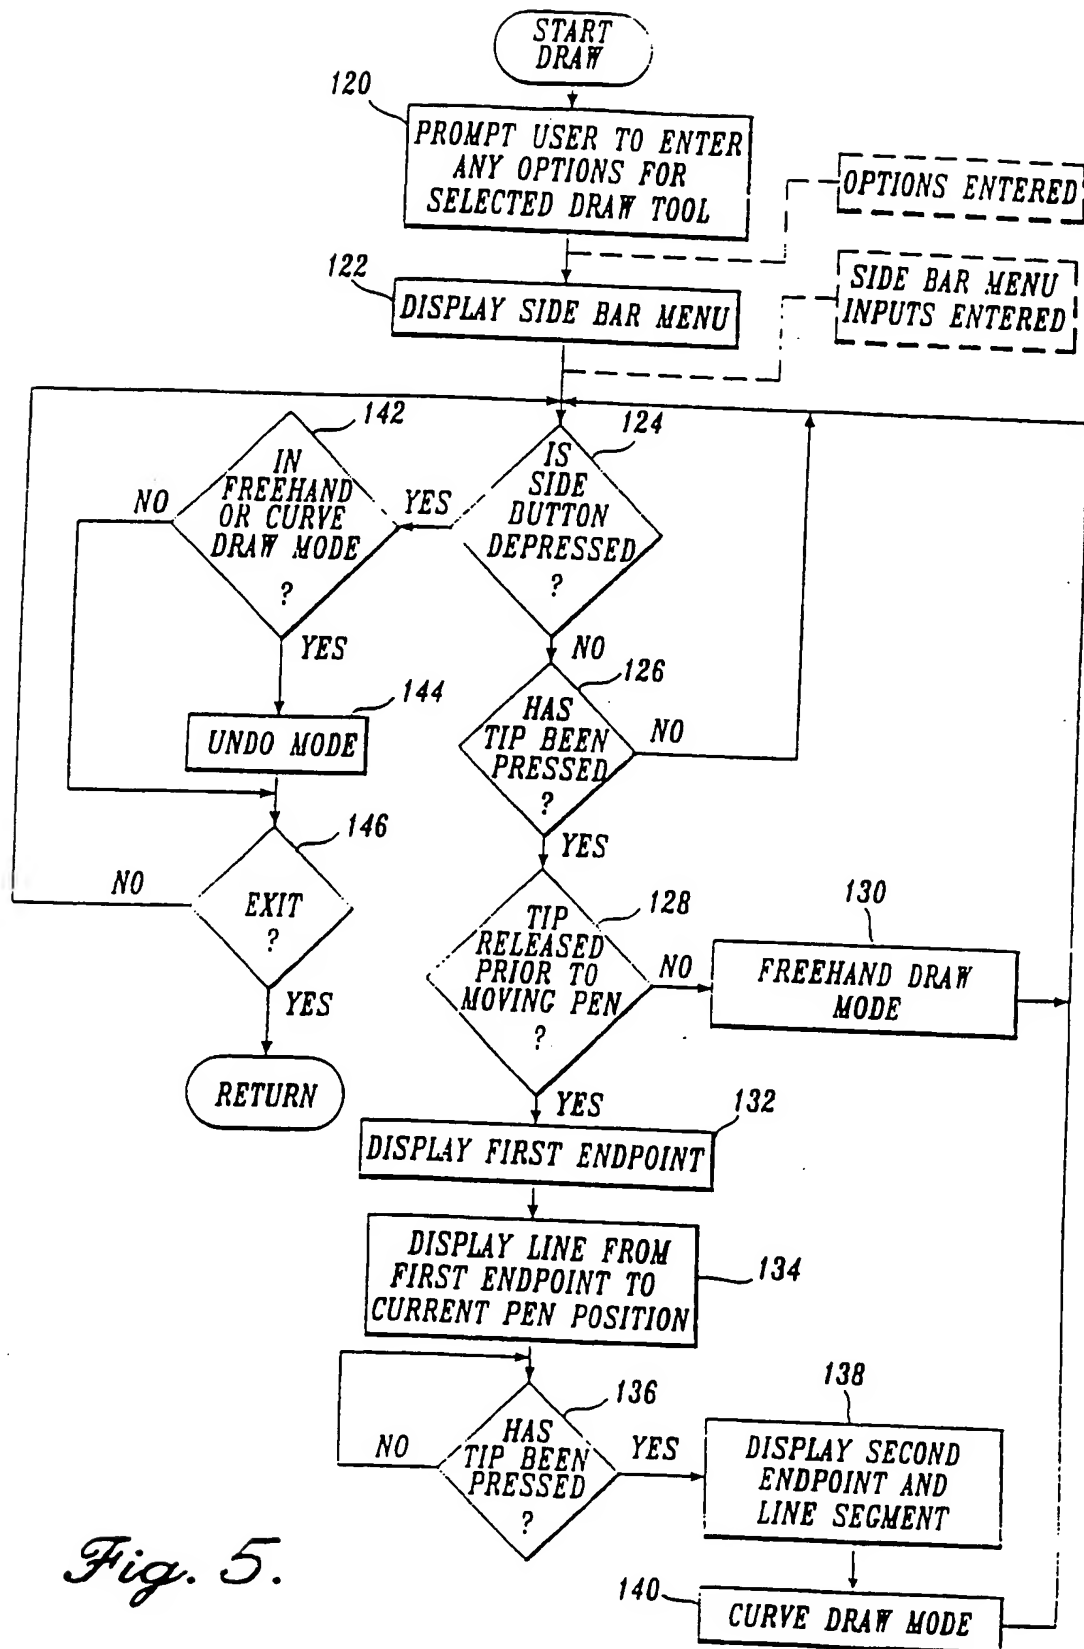 START
DRAW
120
PROMPT USER TO ENTER
ANY OPTIONS FOR
SELECTED DRAW TOOL
OPTIONS ENTERED
122
DISPLAY SIDE BAR MENU
SIDE BAR MENU
INPUTS ENTERED
142
IN
FREEHAND
OR CURVE
DRAW MODE
?
NO
YES
YES
124
IS
SIDE
BUTTON
DEPRESSED
?
NO
144
UNDO MODE
126
HAS
TIP BEEN
PRESSED
?
NO
YES
146
EXIT
?
NO
YES
RETURN
128
TIP
RELEASED
PRIOR TO
MOVING PEN
?
NO
130
FREEHAND DRAW
MODE
YES
132
DISPLAY FIRST ENDPOINT
DISPLAY LINE FROM
FIRST ENDPOINT TO
CURRENT PEN POSITION
134
136
HAS
TIP BEEN
PRESSED
?
NO
YES
138
DISPLAY SECOND
ENDPOINT AND
LINE SEGMENT
140
CURVE DRAW MODE
Fig. 5.